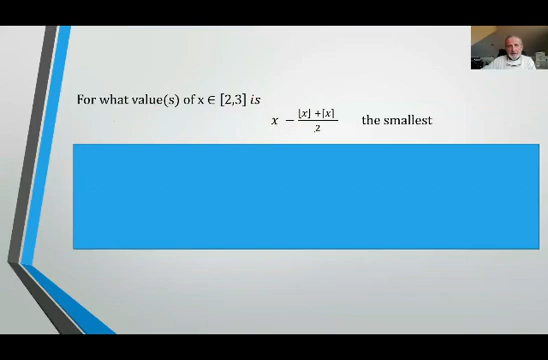 For what value(s) of x ∈ [2,3] is
x − (⌊x⌋ + ⌈x⌉)/2 the smallest